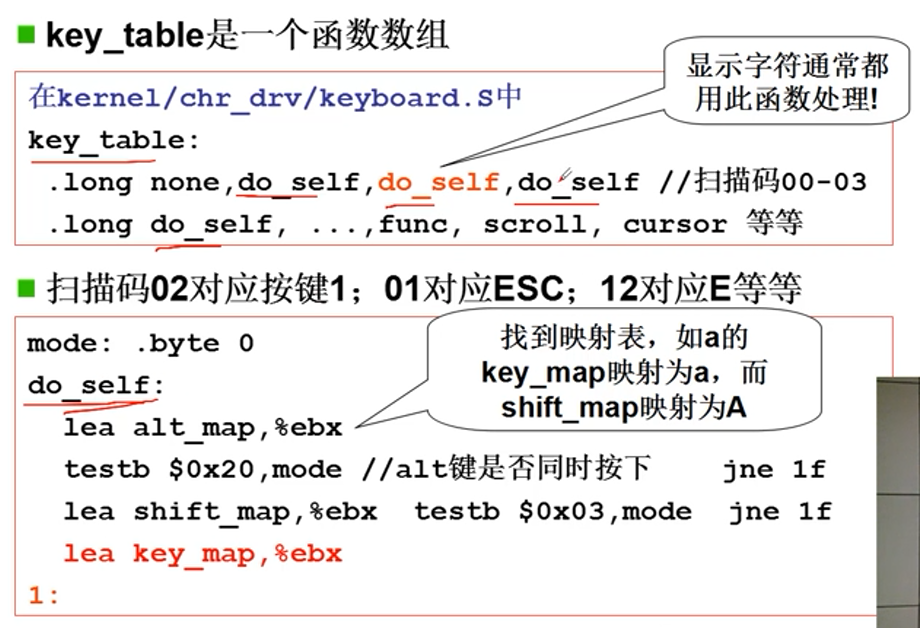 key_table是一个函数数组
显示字符通常都
用此函数处理!
在kernel/chr_drv/keyboard.S中
key_table:
.long none,do_self,do_self,do_self //扫描码00-03
.long do_self, ...,func, scroll, cursor 等等
扫描码02对应按键1；01对应ESC；12对应E等等
mode: .byte 0
找到映射表，如a的
key_map映射为a，而
shift_map映射为A
do_self:
lea alt_map,%ebx
testb $0x20,mode //alt键是否同时按下 jne 1f
lea shift_map,%ebx testb $0x03,mode jne 1f
lea key_map,%ebx
1: